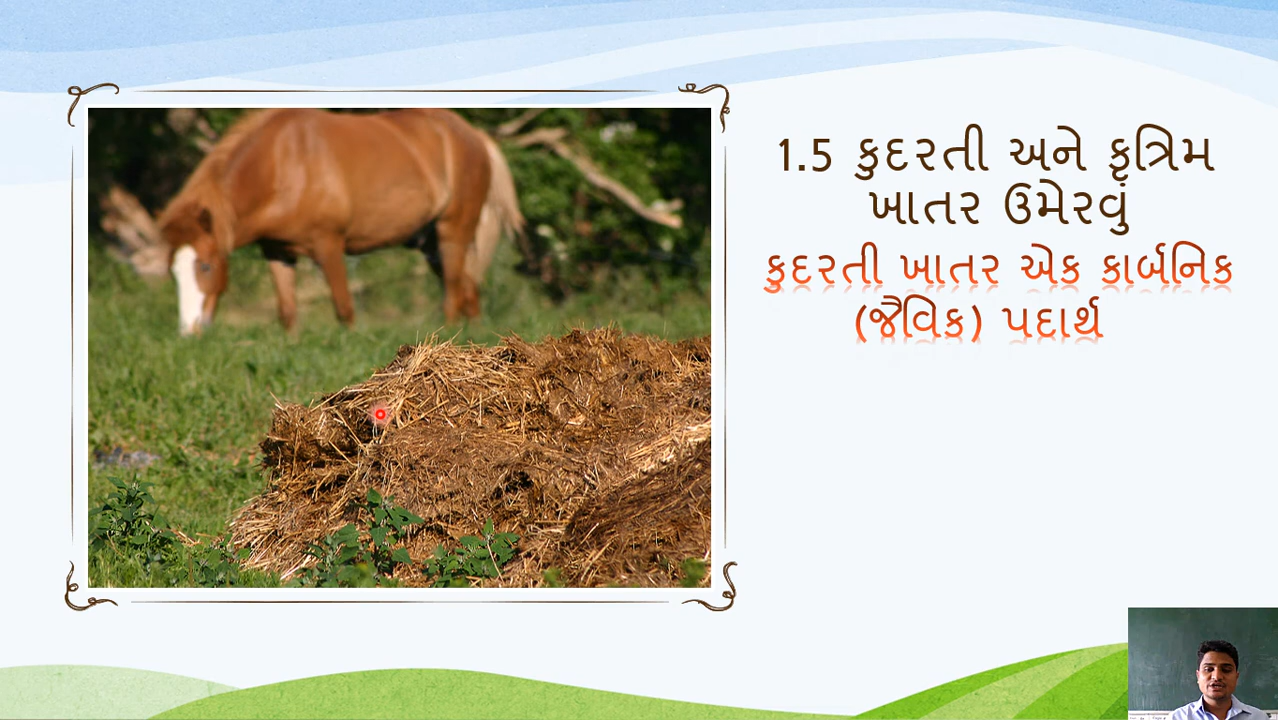 1.5 કુદરતી અને કૃત્રિમ
ખાતર ઉમેરવું
કુદરતી ખાતર એક કાર્બનિક
(જૈવિક) પદાર્થ